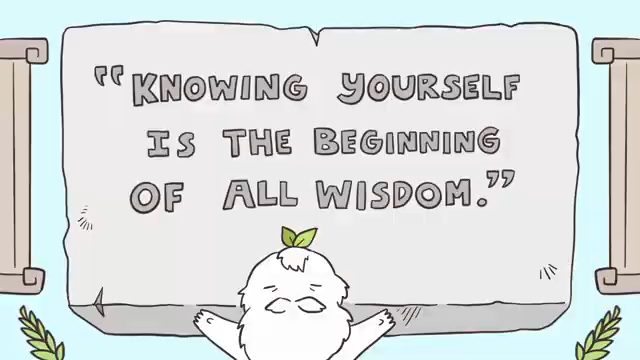 “KNOWING YOURSELF
IS THE BEGINNING
OF ALL WISDOM.”